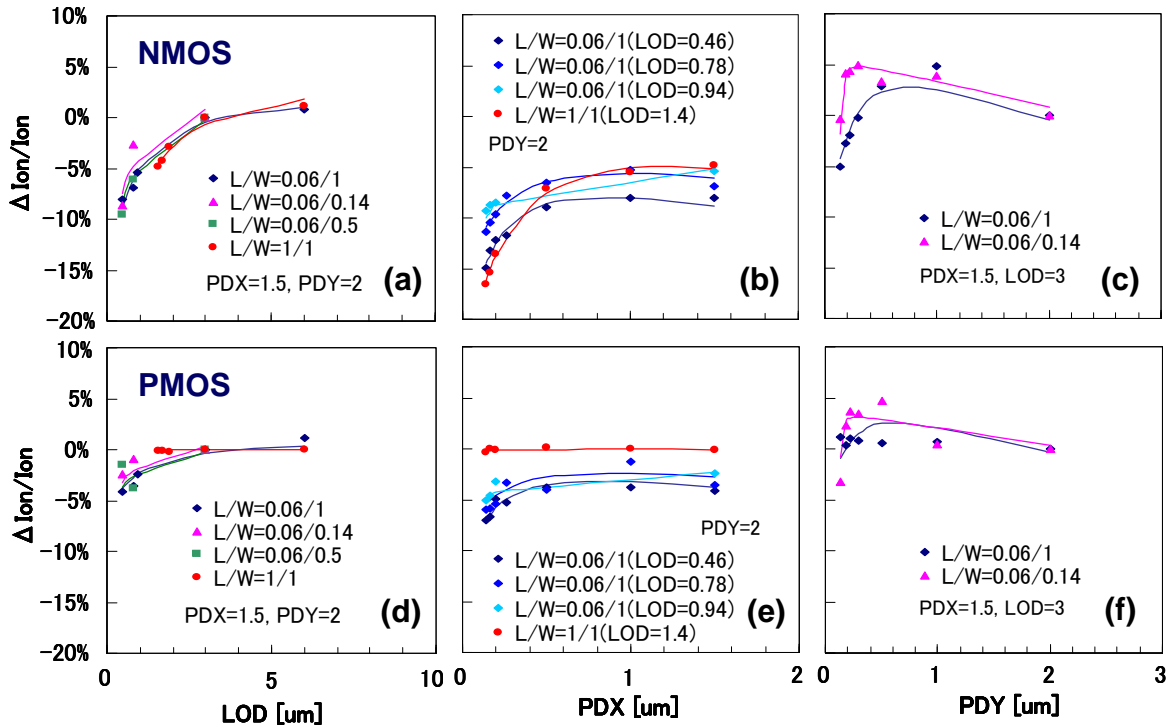 10%
5%
0%
-5%
-10%
-15%
-20%
ΔIon/Ion
NMOS
L/W=0.06/1
L/W=0.06/0.14
L/W=0.06/0.5
L/W=1/1
PDX=1.5, PDY=2
(a)
L/W=0.06/1(LOD=0.46)
L/W=0.06/1(LOD=0.78)
L/W=0.06/1(LOD=0.94)
L/W=1/1(LOD=1.4)
PDY=2
(b)
L/W=0.06/1
L/W=0.06/0.14
PDX=1.5, LOD=3
(c)
0 1 2 3
10%
5%
0%
-5%
-10%
-15%
-20%
ΔIon/Ion
PMOS
L/W=0.06/1
L/W=0.06/0.14
L/W=0.06/0.5
L/W=1/1
PDX=1.5, PDY=2
(d)
0 5 10
LOD [um]
PDY=2
L/W=0.06/1(LOD=0.46)
L/W=0.06/1(LOD=0.78)
L/W=0.06/1(LOD=0.94)
L/W=1/1(LOD=1.4)
(e)
0 1 2
PDX [um]
L/W=0.06/1
L/W=0.06/0.14
PDX=1.5, LOD=3
(f)
0 1 2 3
PDY [um]